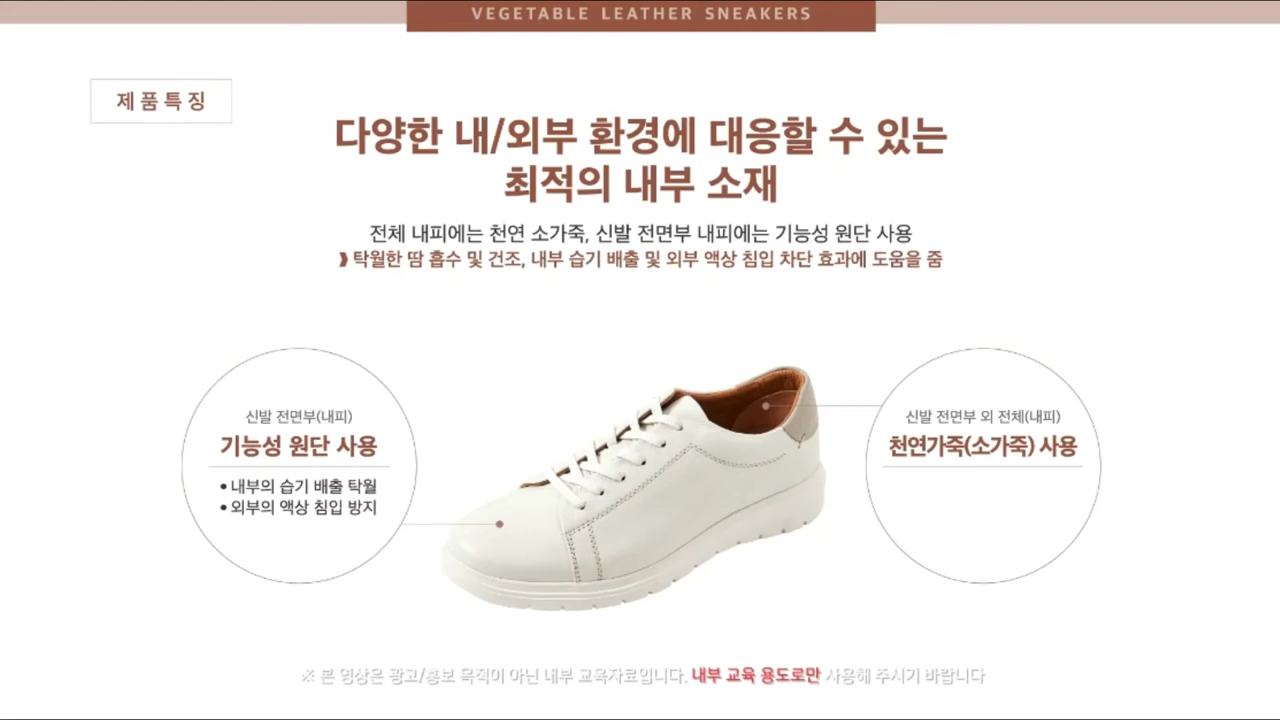 VEGETABLE LEATHER SNEAKERS
제품특징
다양한 내/외부 환경에 대응할 수 있는
최적의 내부 소재
전체 내피에는 천연 소가죽, 신발 전면부 내피에는 기능성 원단 사용
》탁월한 땀 흡수 및 건조, 내부 습기 배출 및 외부 액상 침입 차단 효과에 도움을 줌
신발 전면부(내피)
기능성 원단 사용
• 내부의 습기 배출 탁월
• 외부의 액상 침입 방지
신발 전면부 외 전체(내피)
천연가죽(소가죽) 사용
※ 본 영상은 광고/홍보 목적이 아닌 내부 교육자료입니다. 내부 교육 용도로만 사용해 주시기 바랍니다